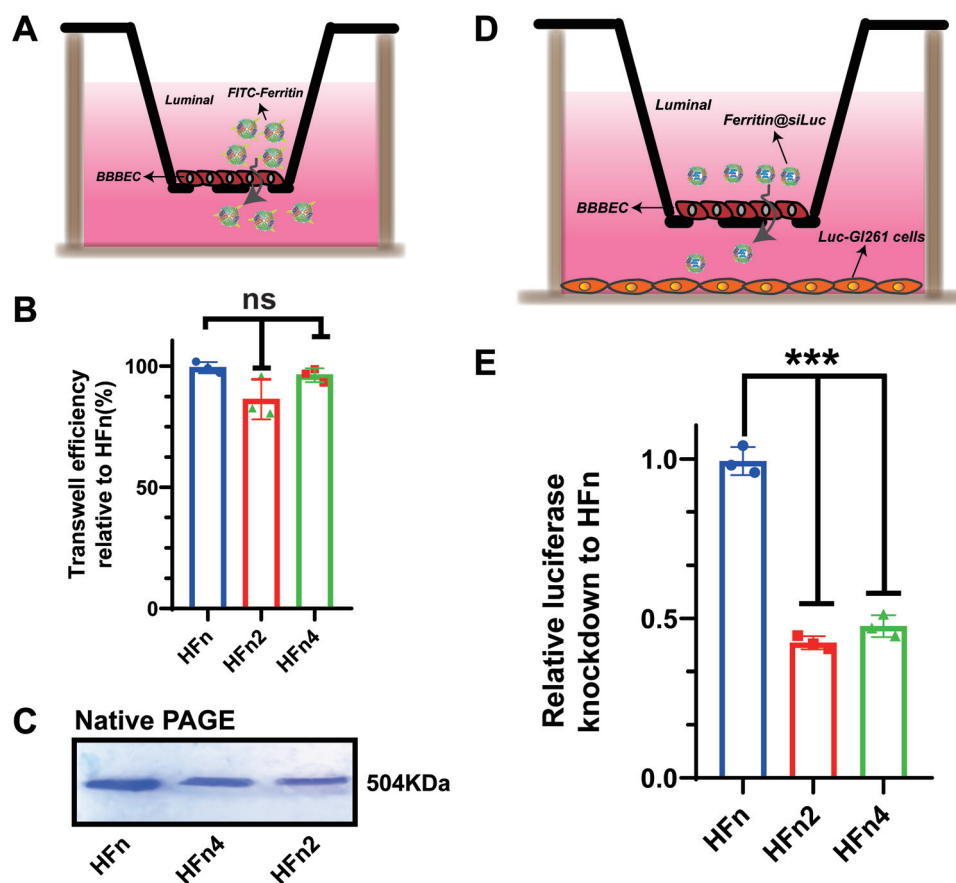 A
Luminal
FITC-Ferritin
BBBEC
B
ns
Transwell efficiency
relative to HFn(%)
100
50
0
HFn
HFn2
HFn4
C
Native PAGE
504KDa
HFn
HFn4
HFn2
D
Luminal
Ferritin@siLuc
BBBEC
Luc-Gl261 cells
E
***
Relative luciferase
knockdown to HFn
1.0
0.5
0.0
HFn
HFn2
HFn4